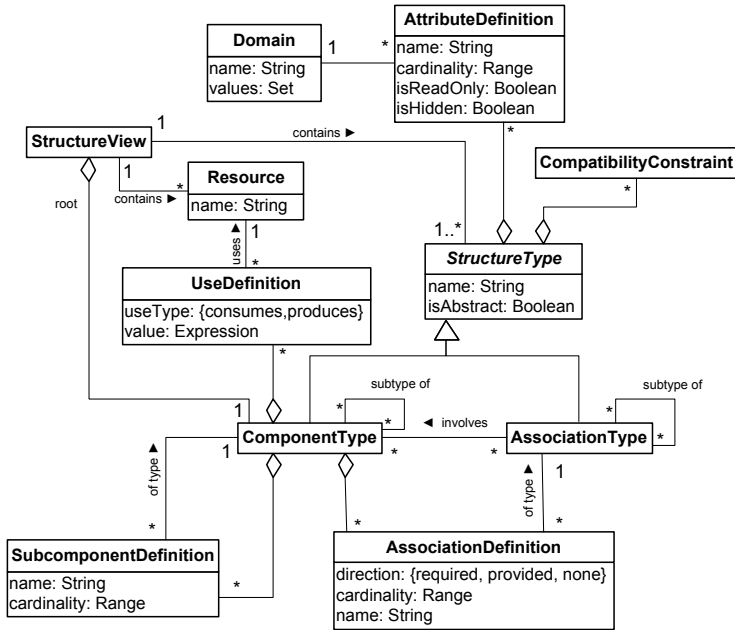 AttributeDefinition
name: String
cardinality: Range
isReadOnly: Boolean
isHidden: Boolean
Domain
name: String
values: Set
1
*
StructureView
1
contains ►
1
contains ►
*
root
Resource
name: String
*
CompatibilityConstraint
*
1..*
uses ►
1
*
StructureType
name: String
isAbstract: Boolean
UseDefinition
useType: {consumes,produces}
value: Expression
*
subtype of
*
*
subtype of
*
*
1
ComponentType
1
◄ involves
*
*
AssociationType
of type ►
*
of type ►
1
*
*
SubcomponentDefinition
name: String
cardinality: Range
*
AssociationDefinition
direction: {required, provided, none}
cardinality: Range
name: String